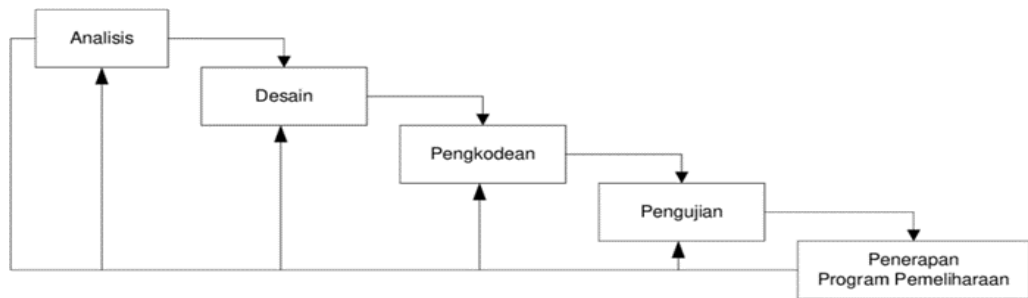 Analisis
Desain
Pengkodean
Pengujian
Penerapan
Program Pemeliharaan